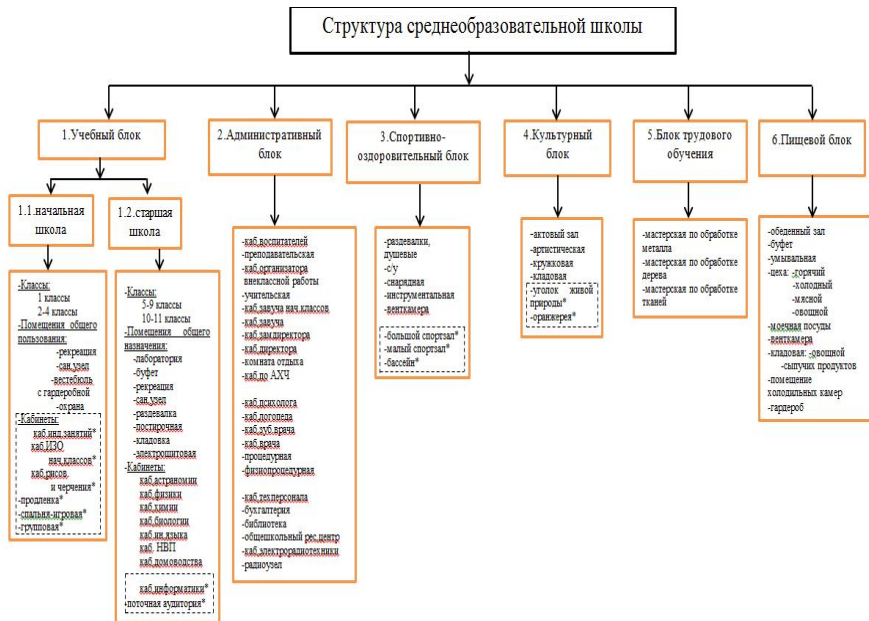 Структура среднеобразовательной школы
1.Учебный блок
1.1.начальная
школа
-Классы:
1 классы
2-4 классы
-Помещения общего
пользования:
-рекреация
-сан.узел
-вестебюль
с гардеробной
-охрана
-Кабинеты:
каб.инд.занятий*
каб.ИЗО
нач.классов*
каб.рисов.
и черчения*
-продленка*
-спальня-игровая*
-групповая*
1.2.старшая
школа
-Классы:
5-9 классы
10-11 классы
-Помещения общего
назначения:
-лаборатория
-буфет
-рекреация
-сан.узел
-раздевалка
-постирочная
-кладовка
-электрощитовая
-Кабинеты:
каб.астраномии
каб.физики
каб.химии
каб.биологии
каб.ин.языка
каб. НВП
каб.домоводства
каб.информатики*
-поточная аудитория*
2.Административный
блок
-каб.воспитателей
-преподавательская
-каб.организатора
внеклассной работы
-учительская
-каб.завуча нач.классов
-каб.завуча
-каб.замдиректора
-каб.директора
-комната отдыха
-каб.по АХЧ
-каб.психолога
-каб.логопеда
-каб.зуб.врача
-каб.врача
-процедурная
-физиопроцедурная
-каб.техперсонала
-бухгалтерия
-библиотека
-общешкольный рес.центр
-каб.электрорадиотехники
-радиоузел
3.Спортивно-
оздоровительный блок
-раздевалки,
душевые
-с/у
-снарядная
-инструментальная
-венткамера
-большой спортзал*
-малый спортзал*
-бассейн*
4.Культурный
блок
-актовый зал
-артистическая
-кружковая
-кладовая
-уголок живой
природы*
-оранжерея*
5.Блок трудового
обучения
-мастерская по обработке
металла
-мастерская по обработке
дерева
-мастерская по обработке
тканей
6.Пищевой блок
-обеденный зал
-буфет
-умывальная
-цеха: -горячий
-холодный
-мясной
-овощной
-моечная посуды
-венткамера
-кладовая: -овощной
-сыпучих продуктов
-помещение
холодильных камер
-гардероб